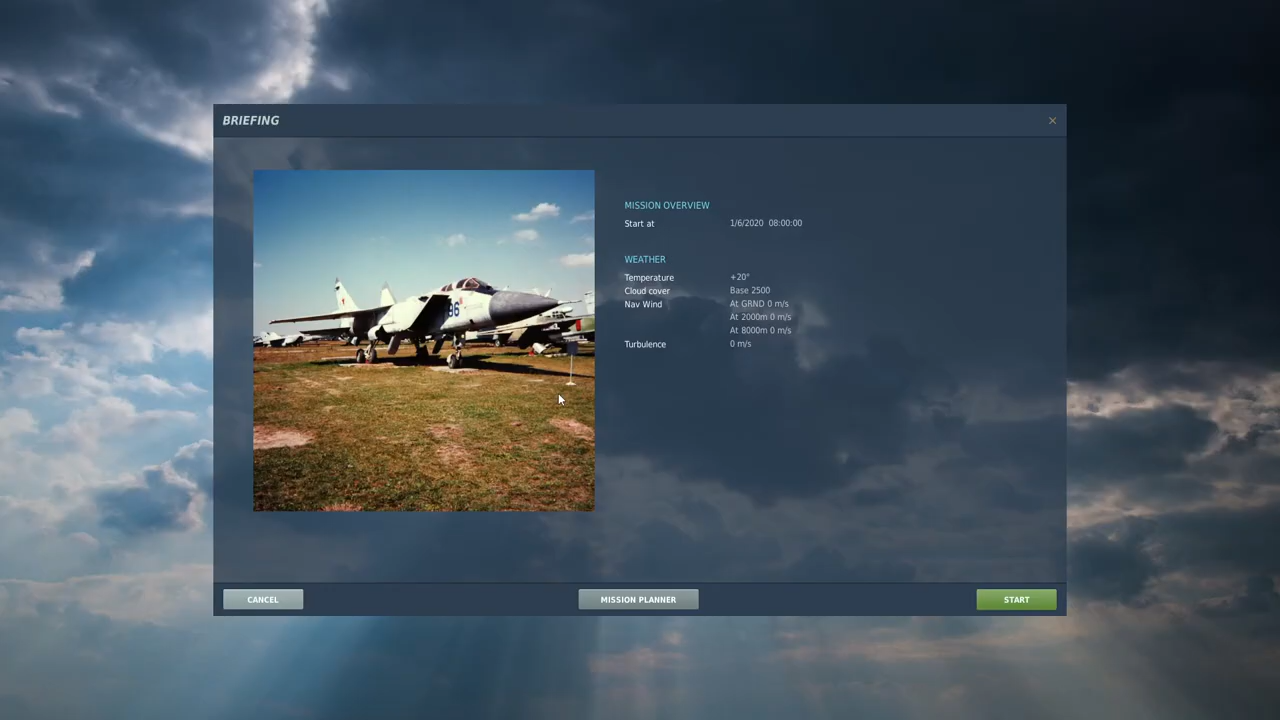 BRIEFING
MISSION OVERVIEW
Start at 1/6/2020 08:00:00
WEATHER
Temperature +20°
Cloud cover Base 2500
Nav Wind At GRND 0 m/s
At 2000m 0 m/s
At 8000m 0 m/s
Turbulence 0 m/s
96
CANCEL MISSION PLANNER START